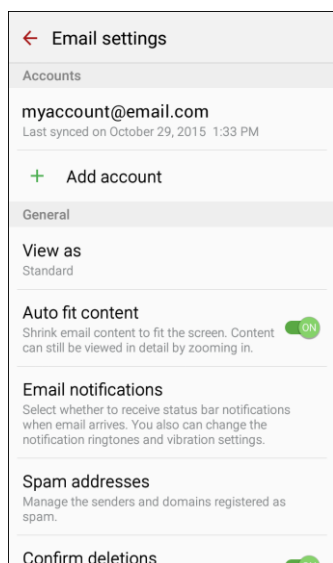 Email settings
Accounts
myaccount@email.com
Last synced on October 29, 2015 1:33 PM
+ Add account
General
View as
Standard
Auto fit content
Shrink email content to fit the screen. Content
can still be viewed in detail by zooming in.
ON
Email notifications
Select whether to receive status bar notifications
when email arrives. You also can change the
notification ringtones and vibration settings.
Spam addresses
Manage the senders and domains registered as
spam.
Confirm deletions